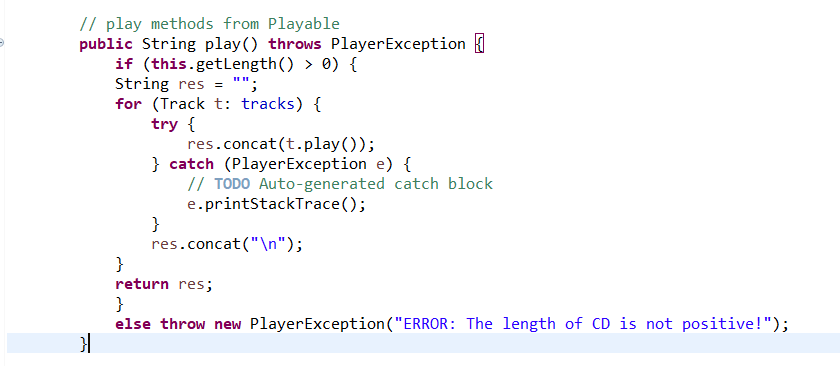 // play methods from Playable
public String play() throws PlayerException {
if (this.getLength() > 0) {
String res = "";
for (Track t: tracks) {
try {
res.concat(t.play());
} catch (PlayerException e) {
// TODO Auto-generated catch block
e.printStackTrace();
}
res.concat("\n");
}
return res;
}
else throw new PlayerException("ERROR: The length of CD is not positive!");
}